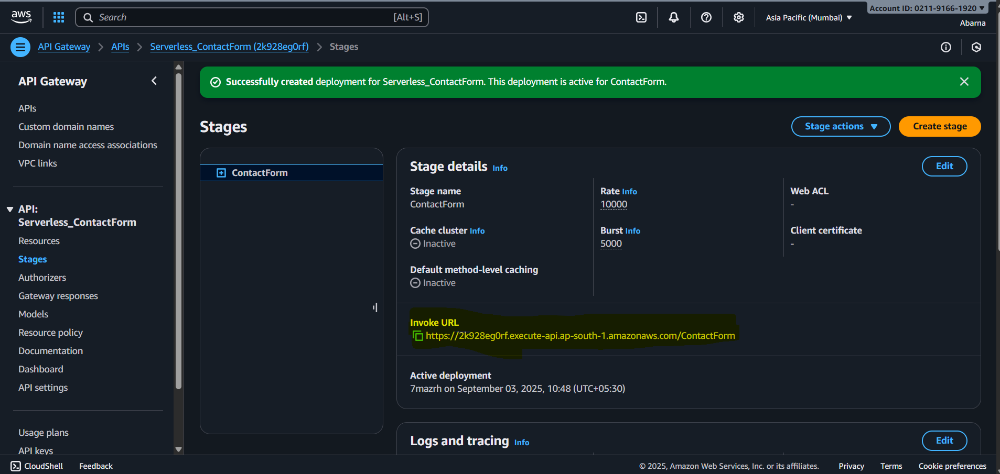 aws
Search
[Alt+S]
Asia Pacific (Mumbai)
Account ID: 0211-9166-1920
Abarna
API Gateway
APIs
Serverless_ContactForm (2k928eg0rf)
Stages
API Gateway
APIs
Custom domain names
Domain name access associations
VPC links
API:
Serverless_ContactForm
Resources
Stages
Authorizers
Gateway responses
Models
Resource policy
Documentation
Dashboard
API settings
Usage plans
API keys
Successfully created deployment for Serverless_ContactForm. This deployment is active for ContactForm.
Stages
Stage actions
Create stage
ContactForm
Stage details Info
Edit
Stage name
ContactForm
Rate Info
10000
Web ACL
-
Cache cluster Info
Inactive
Burst Info
5000
Client certificate
-
Default method-level caching
Inactive
Invoke URL
https://2k928eg0rf.execute-api.ap-south-1.amazonaws.com/ContactForm
Active deployment
7mazrh on September 03, 2025, 10:48 (UTC+05:30)
Logs and tracing Info
Edit
CloudShell
Feedback
© 2025, Amazon Web Services, Inc. or its affiliates.
Privacy
Terms
Cookie preferences